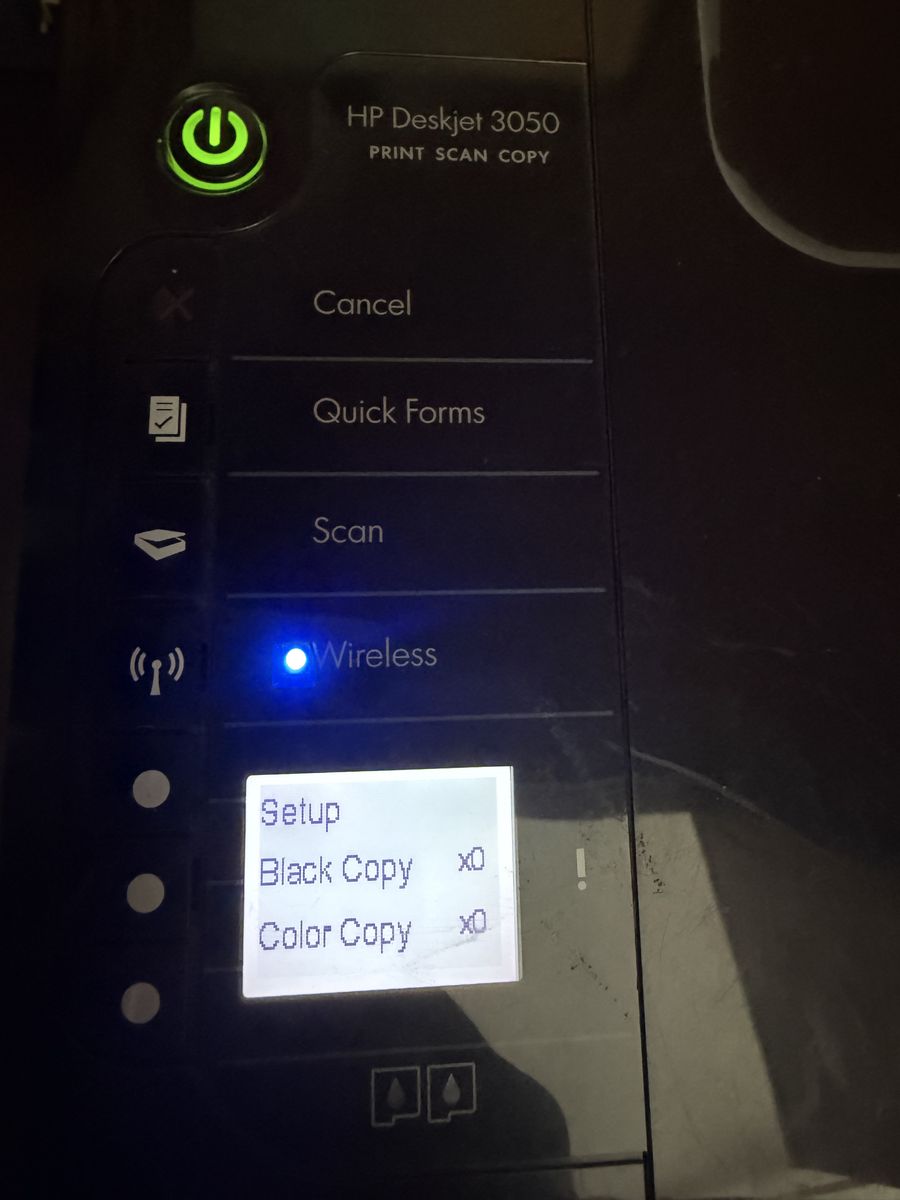 HP Deskjet 3050
PRINT SCAN COPY
Cancel
Quick Forms
Scan
Wireless
Setup
Black Copy x0
Color Copy x0
!